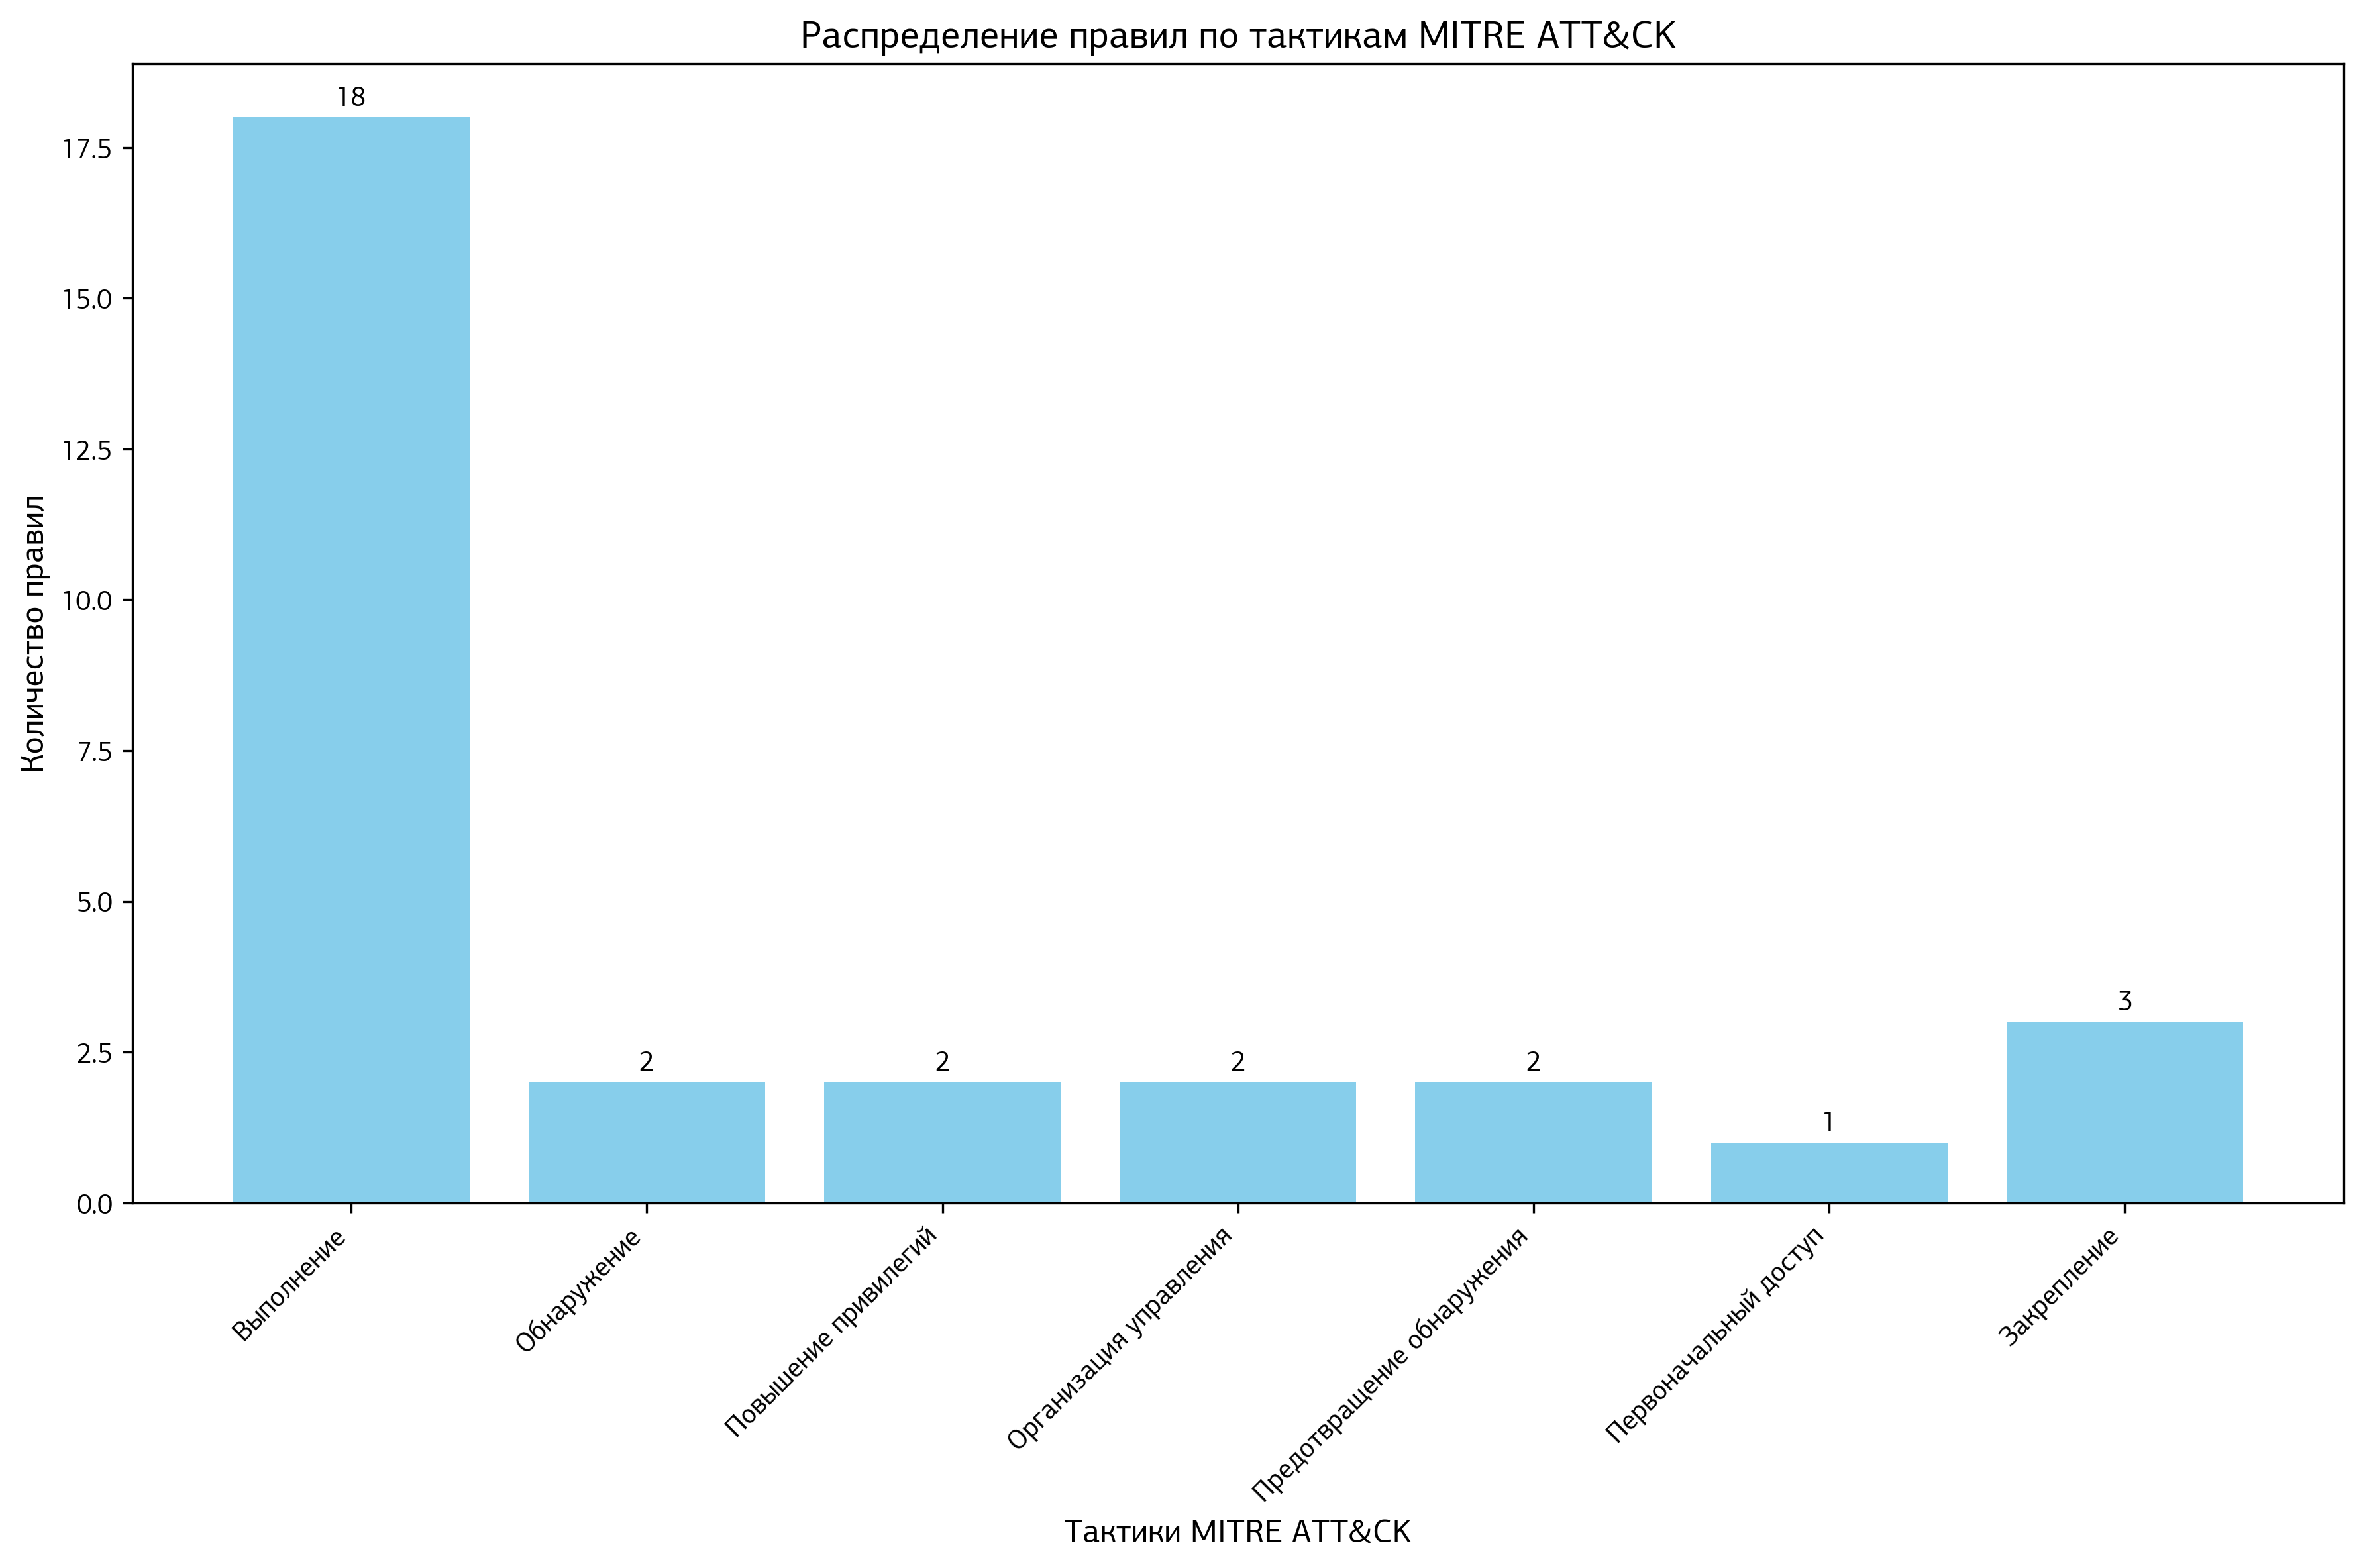 Распределение правил по тактикам MITRE ATT&CK
Количество правил
17.5
15.0
12.5
10.0
7.5
5.0
2.5
0.0
18
2
2
2
2
1
3
Выполнение
Обнаружение
Повышение привилегий
Организация управления
Предотвращение обнаружения
Первоначальный доступ
Закрепление
Тактики MITRE ATT&CK